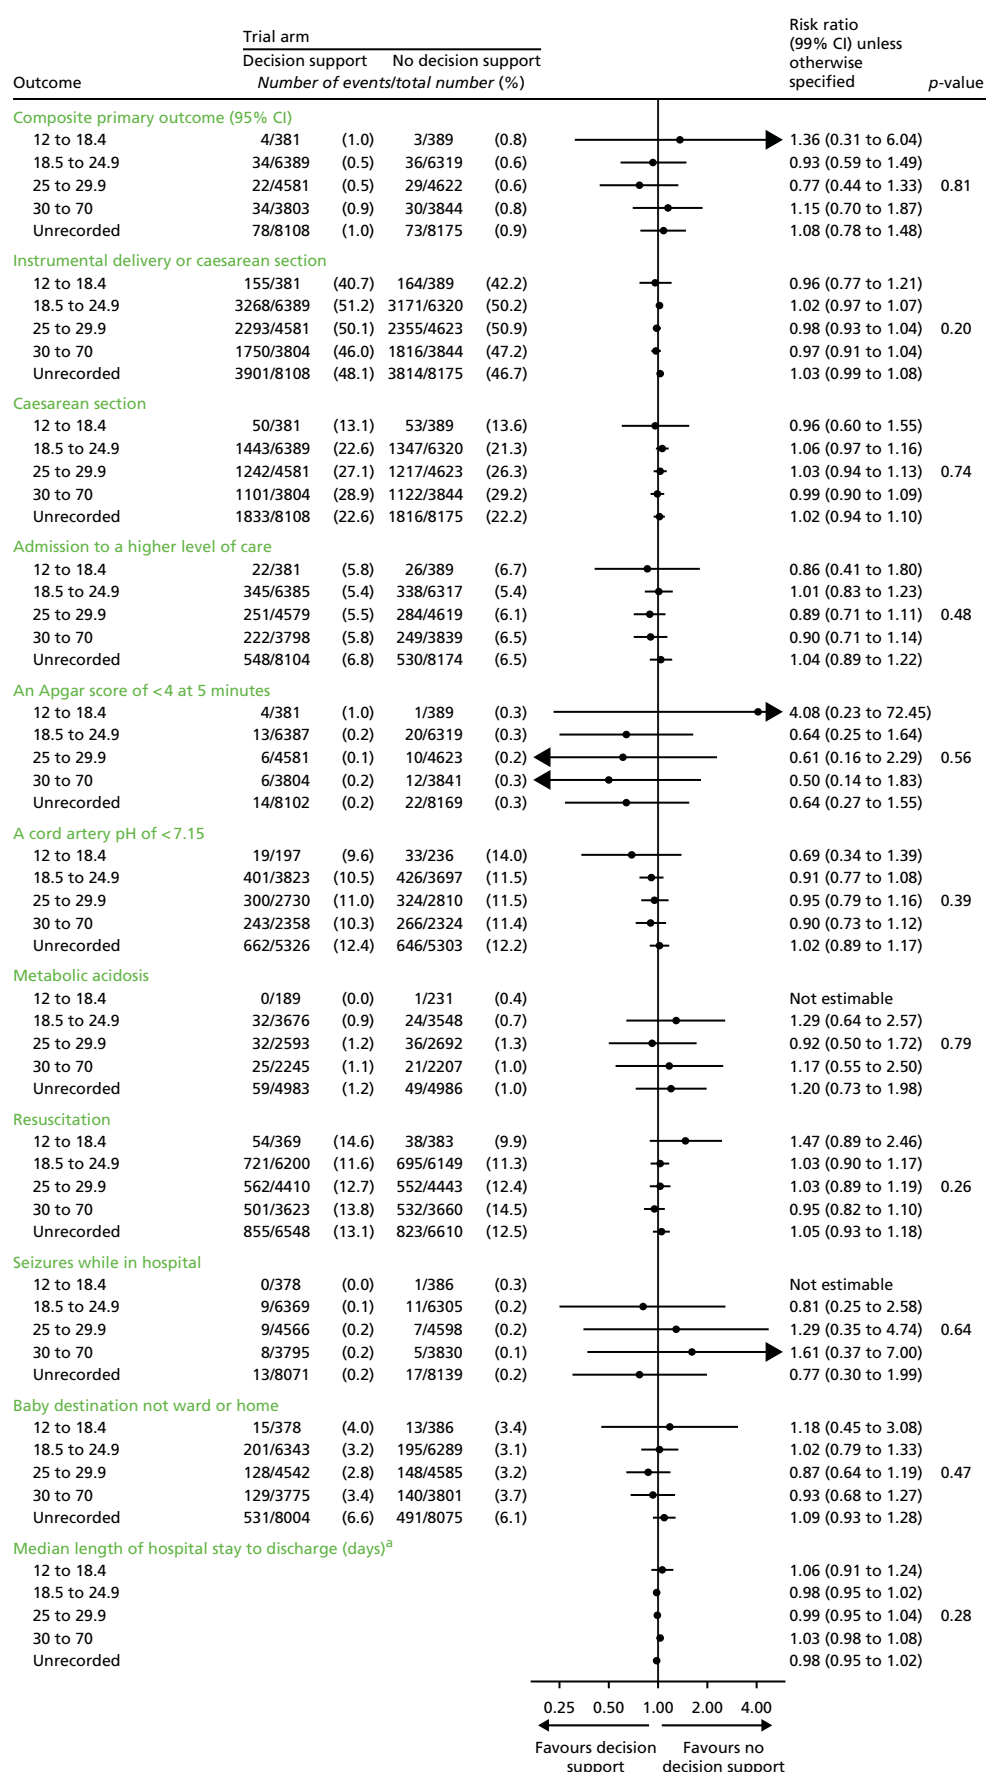 Risk ratio
(99% CI) unless
otherwise
specified
Trial arm
Decision support No decision support
Outcome Number of events/total number (%) p-value
Composite primary outcome (95% CI)
12 to 18.4 4/381 (1.0) 3/389 (0.8) 1.36 (0.31 to 6.04)
18.5 to 24.9 34/6389 (0.5) 36/6319 (0.6) 0.93 (0.59 to 1.49)
25 to 29.9 22/4581 (0.5) 29/4622 (0.6) 0.77 (0.44 to 1.33) 0.81
30 to 70 34/3803 (0.9) 30/3844 (0.8) 1.15 (0.70 to 1.87)
Unrecorded 78/8108 (1.0) 73/8175 (0.9) 1.08 (0.78 to 1.48)
Instrumental delivery or caesarean section
12 to 18.4 155/381 (40.7) 164/389 (42.2) 0.96 (0.77 to 1.21)
18.5 to 24.9 3268/6389 (51.2) 3171/6320 (50.2) 1.02 (0.97 to 1.07)
25 to 29.9 2293/4581 (50.1) 2355/4623 (50.9) 0.98 (0.93 to 1.04) 0.20
30 to 70 1750/3804 (46.0) 1816/3844 (47.2) 0.97 (0.91 to 1.04)
Unrecorded 3901/8108 (48.1) 3814/8175 (46.7) 1.03 (0.99 to 1.08)
Caesarean section
12 to 18.4 50/381 (13.1) 53/389 (13.6) 0.96 (0.60 to 1.55)
18.5 to 24.9 1443/6389 (22.6) 1347/6320 (21.3) 1.06 (0.97 to 1.16)
25 to 29.9 1242/4581 (27.1) 1217/4623 (26.3) 1.03 (0.94 to 1.13) 0.74
30 to 70 1101/3804 (28.9) 1122/3844 (29.2) 0.99 (0.90 to 1.09)
Unrecorded 1833/8108 (22.6) 1816/8175 (22.2) 1.02 (0.94 to 1.10)
Admission to a higher level of care
12 to 18.4 22/381 (5.8) 26/389 (6.7) 0.86 (0.41 to 1.80)
18.5 to 24.9 345/6385 (5.4) 338/6317 (5.4) 1.01 (0.83 to 1.23)
25 to 29.9 251/4579 (5.5) 284/4619 (6.1) 0.89 (0.71 to 1.11) 0.48
30 to 70 222/3798 (5.8) 249/3839 (6.5) 0.90 (0.71 to 1.14)
Unrecorded 548/8104 (6.8) 530/8174 (6.5) 1.04 (0.89 to 1.22)
An Apgar score of <4 at 5 minutes
12 to 18.4 4/381 (1.0) 1/389 (0.3) 4.08 (0.23 to 72.45)
18.5 to 24.9 13/6387 (0.2) 20/6319 (0.3) 0.64 (0.25 to 1.64)
25 to 29.9 6/4581 (0.1) 10/4623 (0.2) 0.61 (0.16 to 2.29) 0.56
30 to 70 6/3804 (0.2) 12/3841 (0.3) 0.50 (0.14 to 1.83)
Unrecorded 14/8102 (0.2) 22/8169 (0.3) 0.64 (0.27 to 1.55)
A cord artery pH of <7.15
12 to 18.4 19/197 (9.6) 33/236 (14.0) 0.69 (0.34 to 1.39)
18.5 to 24.9 401/3823 (10.5) 426/3697 (11.5) 0.91 (0.77 to 1.08)
25 to 29.9 300/2730 (11.0) 324/2810 (11.5) 0.95 (0.79 to 1.16) 0.39
30 to 70 243/2358 (10.3) 266/2324 (11.4) 0.90 (0.73 to 1.12)
Unrecorded 662/5326 (12.4) 646/5303 (12.2) 1.02 (0.89 to 1.17)
Metabolic acidosis
12 to 18.4 0/189 (0.0) 1/231 (0.4) Not estimable
18.5 to 24.9 32/3676 (0.9) 24/3548 (0.7) 1.29 (0.64 to 2.57)
25 to 29.9 32/2593 (1.2) 36/2692 (1.3) 0.92 (0.50 to 1.72) 0.79
30 to 70 25/2245 (1.1) 21/2207 (1.0) 1.17 (0.55 to 2.50)
Unrecorded 59/4983 (1.2) 49/4986 (1.0) 1.20 (0.73 to 1.98)
Resuscitation
12 to 18.4 54/369 (14.6) 38/383 (9.9) 1.47 (0.89 to 2.46)
18.5 to 24.9 721/6200 (11.6) 695/6149 (11.3) 1.03 (0.90 to 1.17)
25 to 29.9 562/4410 (12.7) 552/4443 (12.4) 1.03 (0.89 to 1.19) 0.26
30 to 70 501/3623 (13.8) 532/3660 (14.5) 0.95 (0.82 to 1.10)
Unrecorded 855/6548 (13.1) 823/6610 (12.5) 1.05 (0.93 to 1.18)
Seizures while in hospital
12 to 18.4 0/378 (0.0) 1/386 (0.3) Not estimable
18.5 to 24.9 9/6369 (0.1) 11/6305 (0.2) 0.81 (0.25 to 2.58)
25 to 29.9 9/4566 (0.2) 7/4598 (0.2) 1.29 (0.35 to 4.74) 0.64
30 to 70 8/3795 (0.2) 5/3830 (0.1) 1.61 (0.37 to 7.00)
Unrecorded 13/8071 (0.2) 17/8139 (0.2) 0.77 (0.30 to 1.99)
Baby destination not ward or home
12 to 18.4 15/378 (4.0) 13/386 (3.4) 1.18 (0.45 to 3.08)
18.5 to 24.9 201/6343 (3.2) 195/6289 (3.1) 1.02 (0.79 to 1.33)
25 to 29.9 128/4542 (2.8) 148/4585 (3.2) 0.87 (0.64 to 1.19) 0.47
30 to 70 129/3775 (3.4) 140/3801 (3.7) 0.93 (0.68 to 1.27)
Unrecorded 531/8004 (6.6) 491/8075 (6.1) 1.09 (0.93 to 1.28)
Median length of hospital stay to discharge (days)a
12 to 18.4 1.06 (0.91 to 1.24)
18.5 to 24.9 0.98 (0.95 to 1.02)
25 to 29.9 0.99 (0.95 to 1.04) 0.28
30 to 70 1.03 (0.98 to 1.08)
Unrecorded 0.98 (0.95 to 1.02)
0.25 0.50 1.00 2.00 4.00
Favours decision Favours no
support decision support